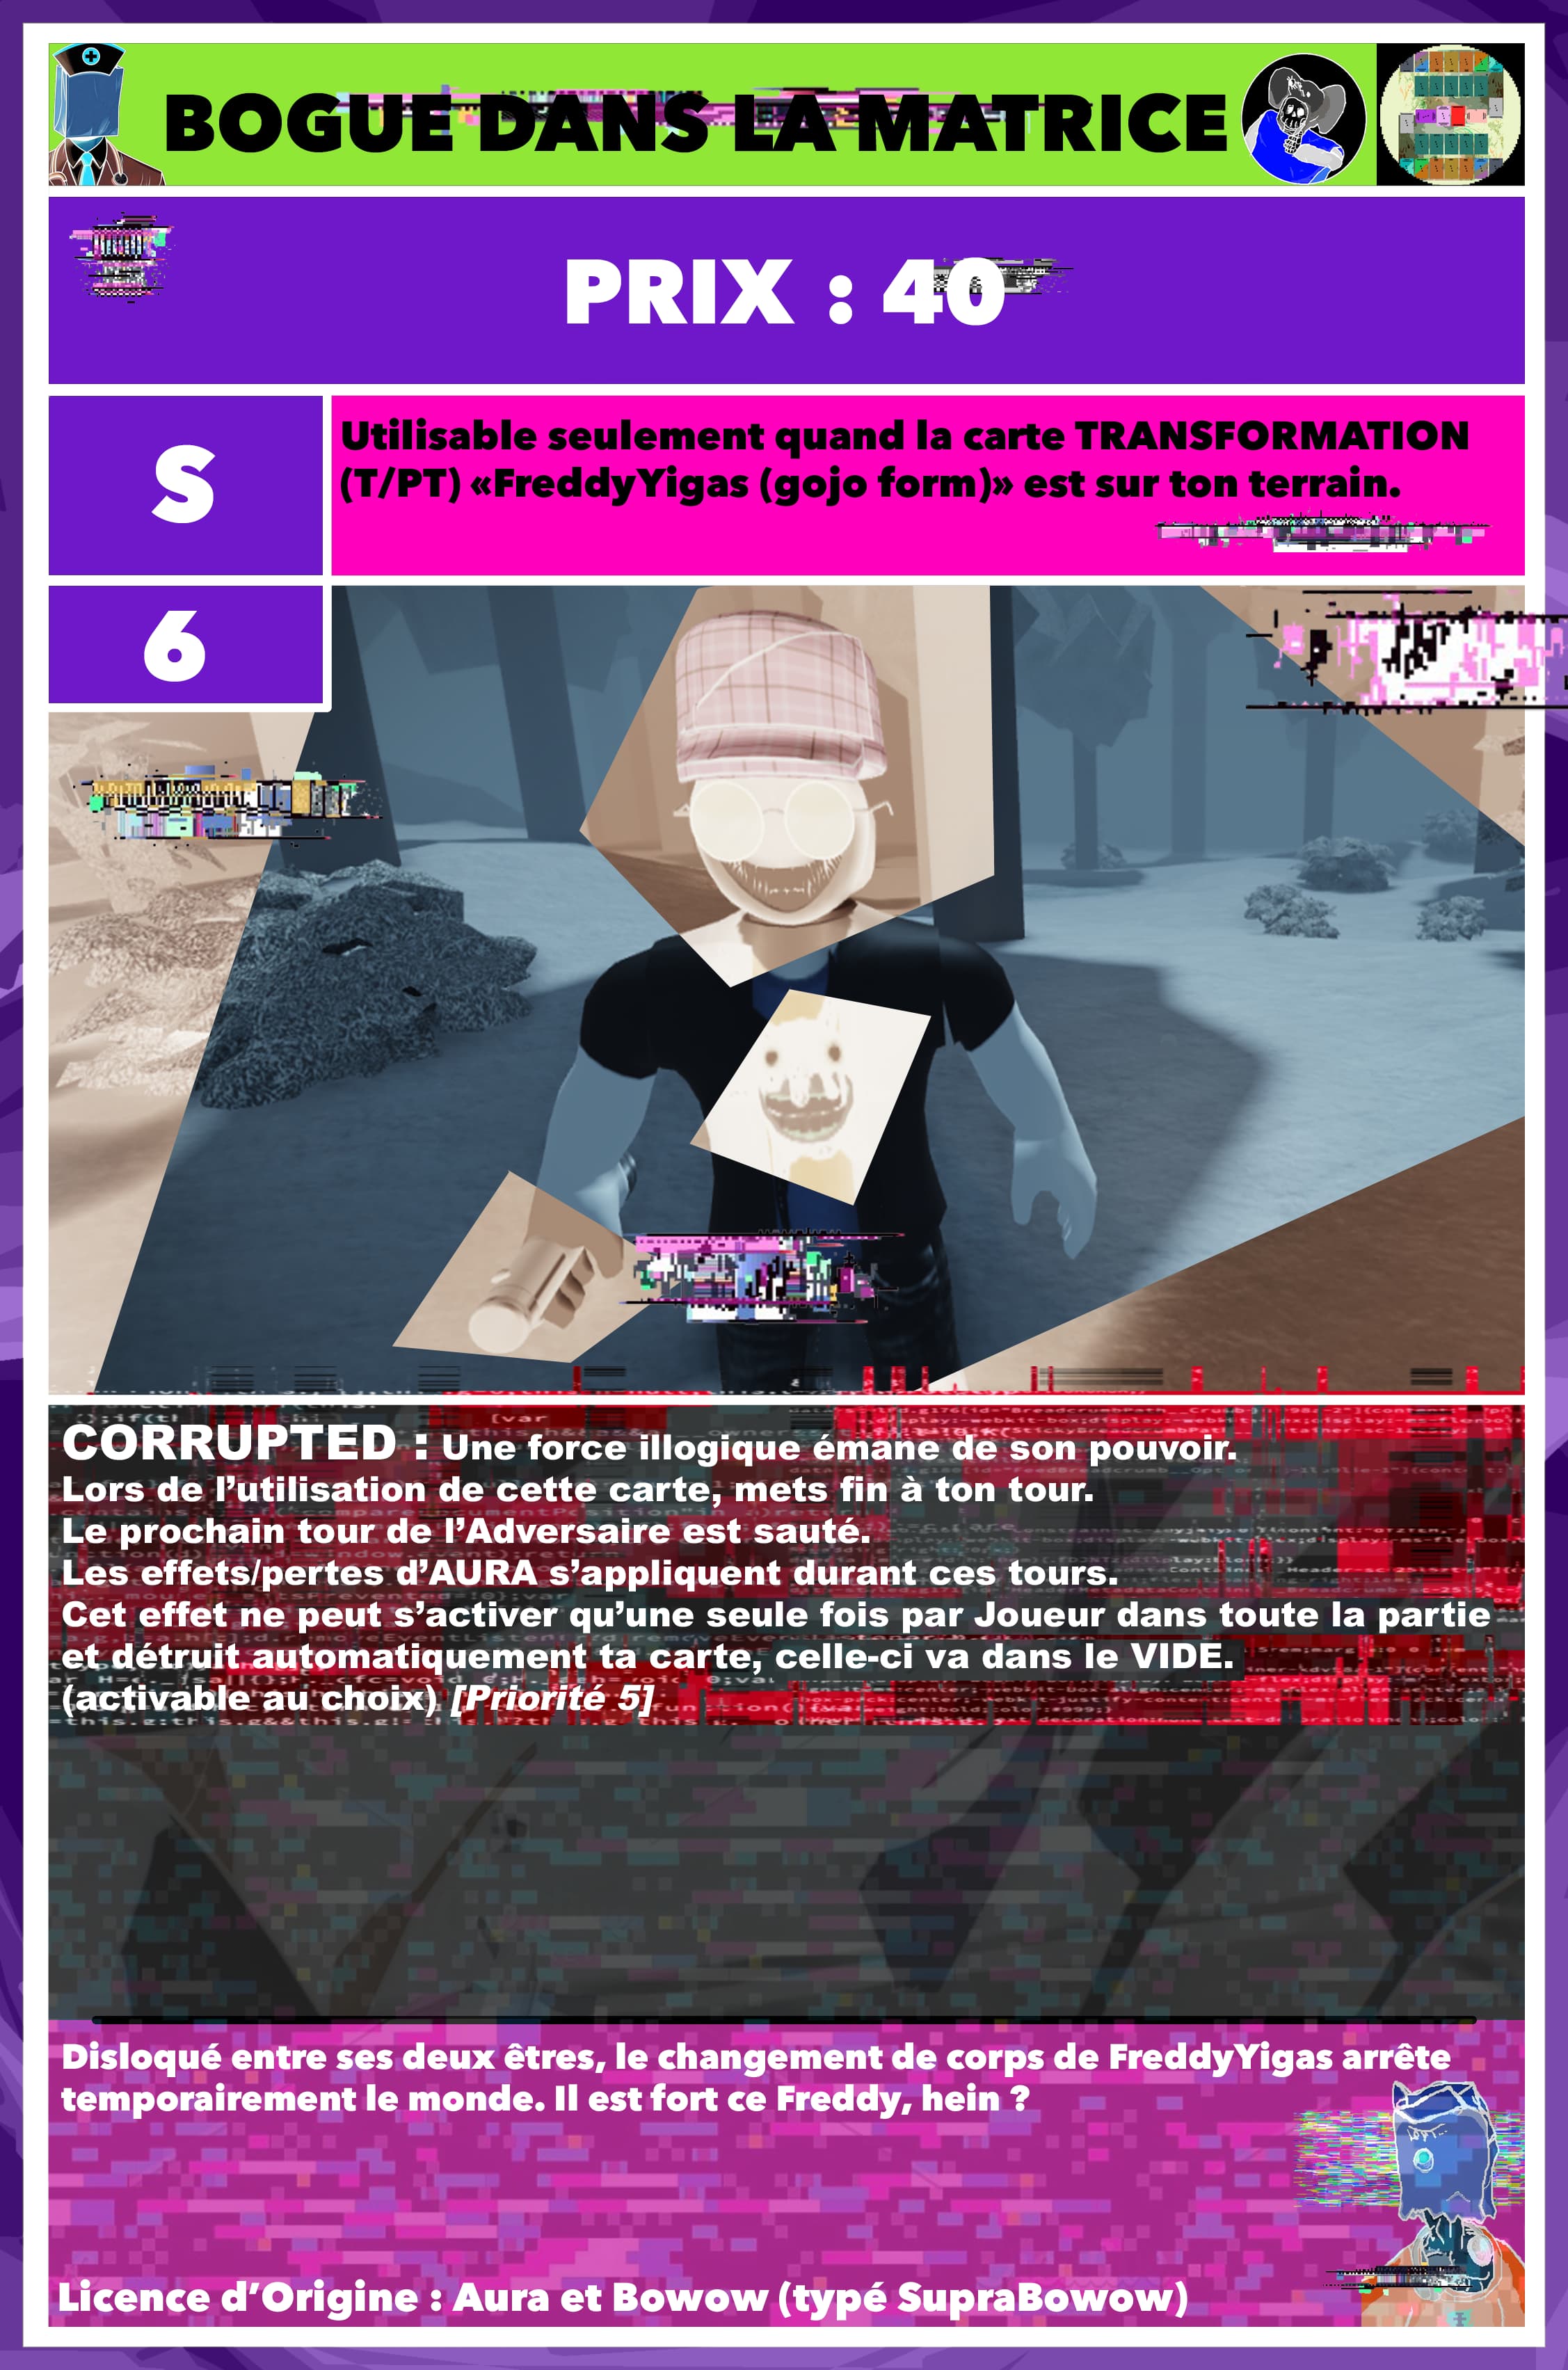 BOGUE DANS LA MATRICE
PRIX : 40
S
Utilisable seulement quand la carte TRANSFORMATION
(T/PT) «FreddyYigas (gojo form)» est sur ton terrain.
6
CORRUPTED : Une force illogique émane de son pouvoir.
Lors de l’utilisation de cette carte, mets fin à ton tour.
Le prochain tour de l’Adversaire est sauté.
Les effets/pertes d’AURA s’appliquent durant ces tours.
Cet effet ne peut s’activer qu’une seule fois par Joueur dans toute la partie
et détruit automatiquement ta carte, celle-ci va dans le VIDE.
(activable au choix) [Priorité 5]
Disloqué entre ses deux êtres, le changement de corps de FreddyYigas arrête
temporairement le monde. Il est fort ce Freddy, hein ?
Licence d’Origine : Aura et Bowow (typé SupraBowow)